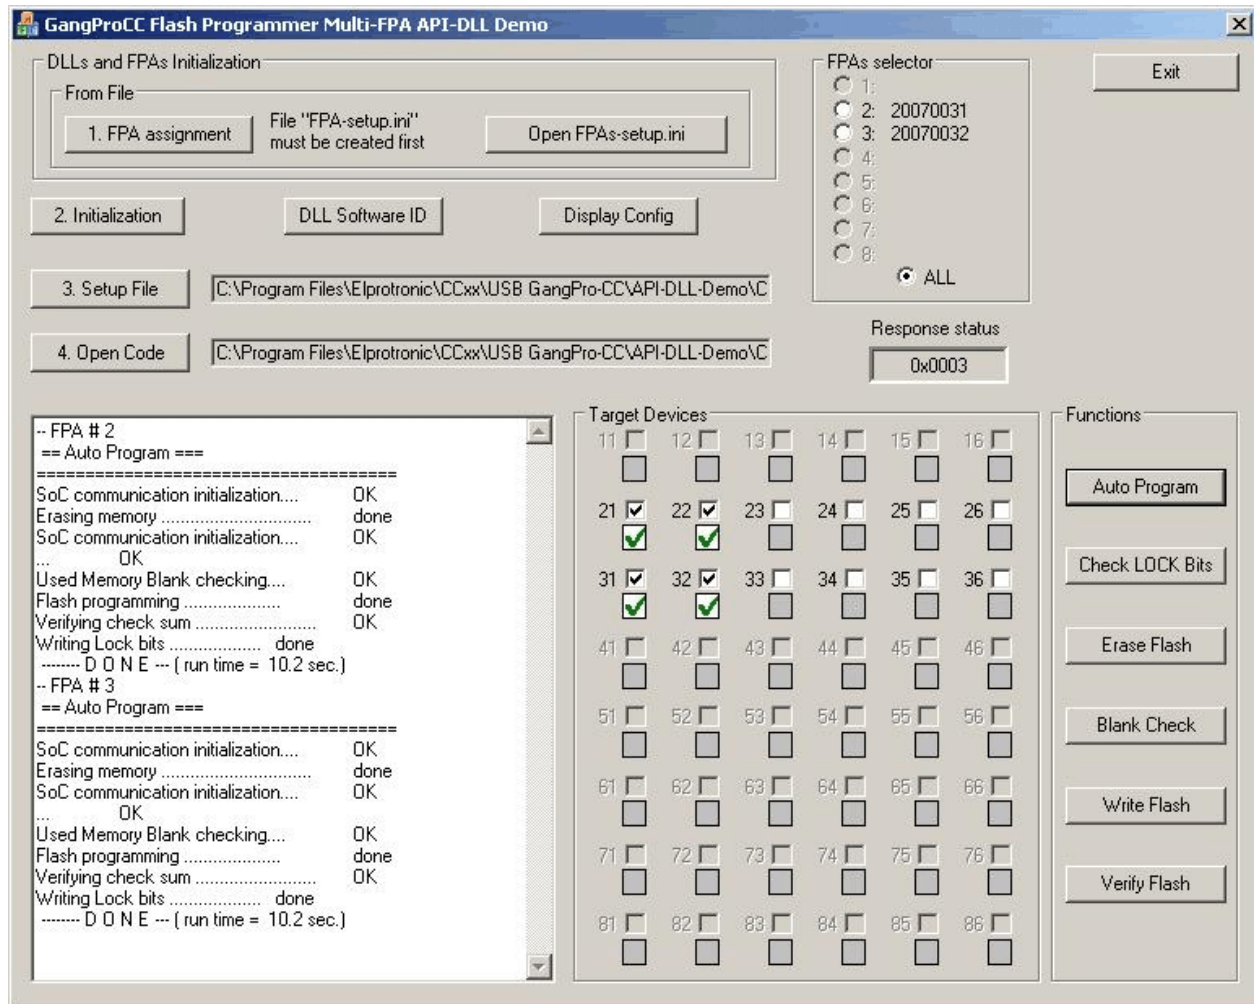 GangProCC Flash Programmer Multi-FPA API-DLL Demo
DLLs and FPAs Initialization
From File
1. FPA assignment
File "FPA-setup.ini"
must be created first
Open FPAs-setup.ini
2. Initialization
DLL Software ID
Display Config
3. Setup File
C:\Program Files\Elprotronic\CCxx\USB GangPro-CC\API-DLL-Demo\C
4. Open Code
C:\Program Files\Elprotronic\CCxx\USB GangPro-CC\API-DLL-Demo\C
FPAs selector
1:
2: 20070031
3: 20070032
4:
5:
6:
7:
8:
ALL
Exit
Response status
0x0003
-- FPA # 2
== Auto Program ===
=====================================
SoC communication initialization.... OK
Erasing memory ............................... done
SoC communication initialization.... OK
... OK
Used Memory Blank checking.... OK
Flash programming .................... done
Verifying check sum ......................... OK
Writing Lock bits ................... done
-------- D O N E --- ( run time = 10.2 sec.)
-- FPA # 3
== Auto Program ===
=====================================
SoC communication initialization.... OK
Erasing memory ............................... done
SoC communication initialization.... OK
... OK
Used Memory Blank checking.... OK
Flash programming .................... done
Verifying check sum ......................... OK
Writing Lock bits ................... done
-------- D O N E --- ( run time = 10.2 sec.)
Target Devices
11 12 13 14 15 16
21 22 23 24 25 26
31 32 33 34 35 36
41 42 43 44 45 46
51 52 53 54 55 56
61 62 63 64 65 66
71 72 73 74 75 76
81 82 83 84 85 86
Functions
Auto Program
Check LOCK Bits
Erase Flash
Blank Check
Write Flash
Verify Flash